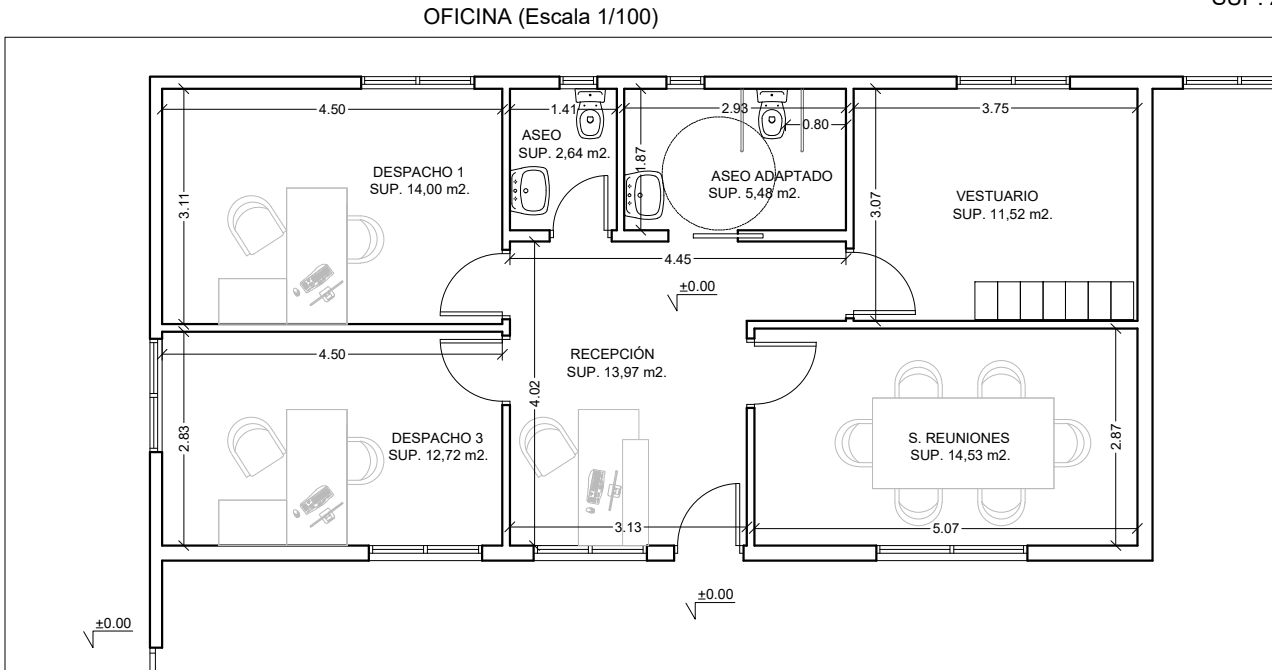 OFICINA (Escala 1/100)
SUP.
4.50
1.41
2.93
0.80
3.75
ASEO
SUP. 2,64 m2.
1.87
DESPACHO 1
SUP. 14,00 m2.
ASEO ADAPTADO
SUP. 5,48 m2.
VESTUARIO
SUP. 11,52 m2.
3.11
3.07
4.45
±0.00
4.50
RECEPCIÓN
SUP. 13,97 m2.
4.02
2.83
DESPACHO 3
SUP. 12,72 m2.
S. REUNIONES
SUP. 14,53 m2.
2.87
3.13
5.07
±0.00
±0.00